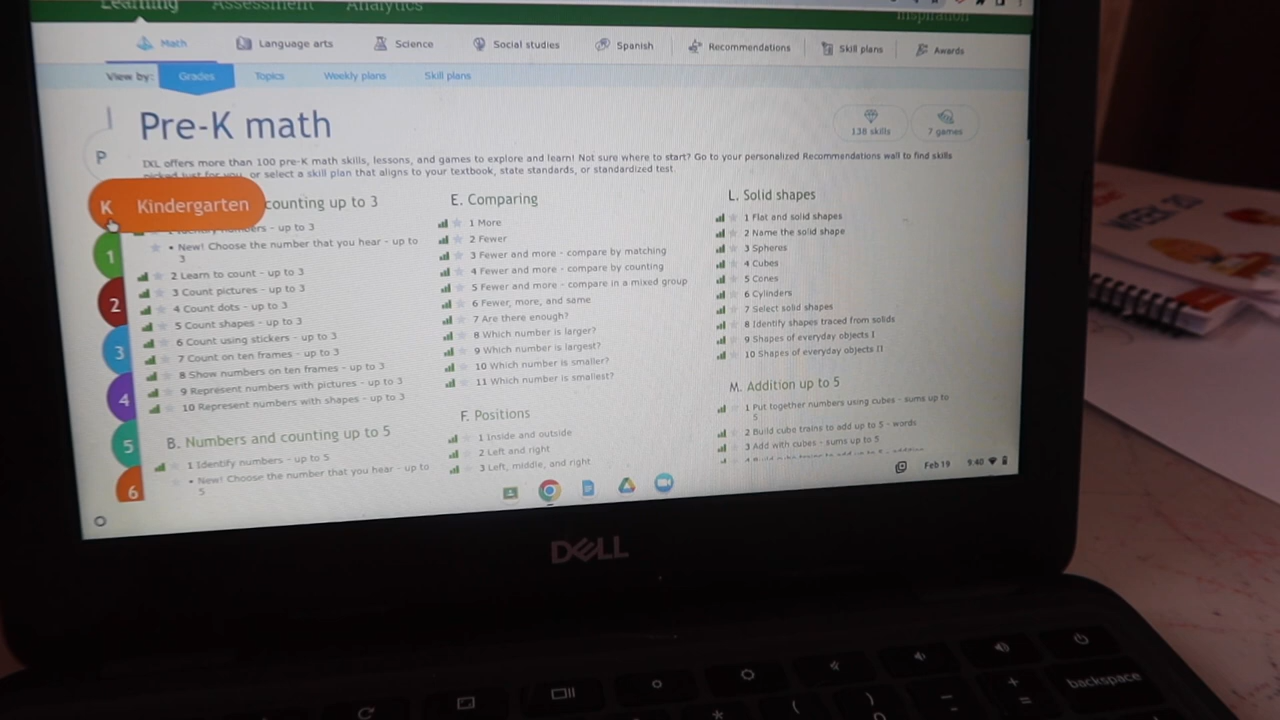 Learning Assessment Analytics
Inspiration
Math Language arts Science Social studies Spanish Recommendations Skill plans Awards
View by: Grades Topics Weekly plans Skill plans
P
Pre-K math
138 skills 7 games
IXL offers more than 100 pre-K math skills, lessons, and games to explore and learn! Not sure where to start? Go to your personalized Recommendations wall to find skills
picked just for you, or select a skill plan that aligns to your textbook, state standards, or standardized test.
K Kindergarten
1
2
3
4
5
6
counting up to 3
1 Identify numbers - up to 3
• New! Choose the number that you hear - up to
3
2 Learn to count - up to 3
3 Count pictures - up to 3
4 Count dots - up to 3
5 Count shapes - up to 3
6 Count using stickers - up to 3
7 Count on ten frames - up to 3
8 Show numbers on ten frames - up to 3
9 Represent numbers with pictures - up to 3
10 Represent numbers with shapes - up to 3
B. Numbers and counting up to 5
1 Identify numbers - up to 5
• New! Choose the number that you hear - up to
5
E. Comparing
1 More
2 Fewer
3 Fewer and more - compare by matching
4 Fewer and more - compare by counting
5 Fewer and more - compare in a mixed group
6 Fewer, more, and same
7 Are there enough?
8 Which number is larger?
9 Which number is largest?
10 Which number is smaller?
11 Which number is smallest?
F. Positions
1 Inside and outside
2 Left and right
3 Left, middle, and right
L. Solid shapes
1 Flat and solid shapes
2 Name the solid shape
3 Spheres
4 Cubes
5 Cones
6 Cylinders
7 Select solid shapes
8 Identify shapes traced from solids
9 Shapes of everyday objects I
10 Shapes of everyday objects II
M. Addition up to 5
1 Put together numbers using cubes - sums up to
5
2 Build cube trains to add up to 5 - words
3 Add with cubes - sums up to 5
Feb 19 9:40
DELL
WEEK 20
backspace